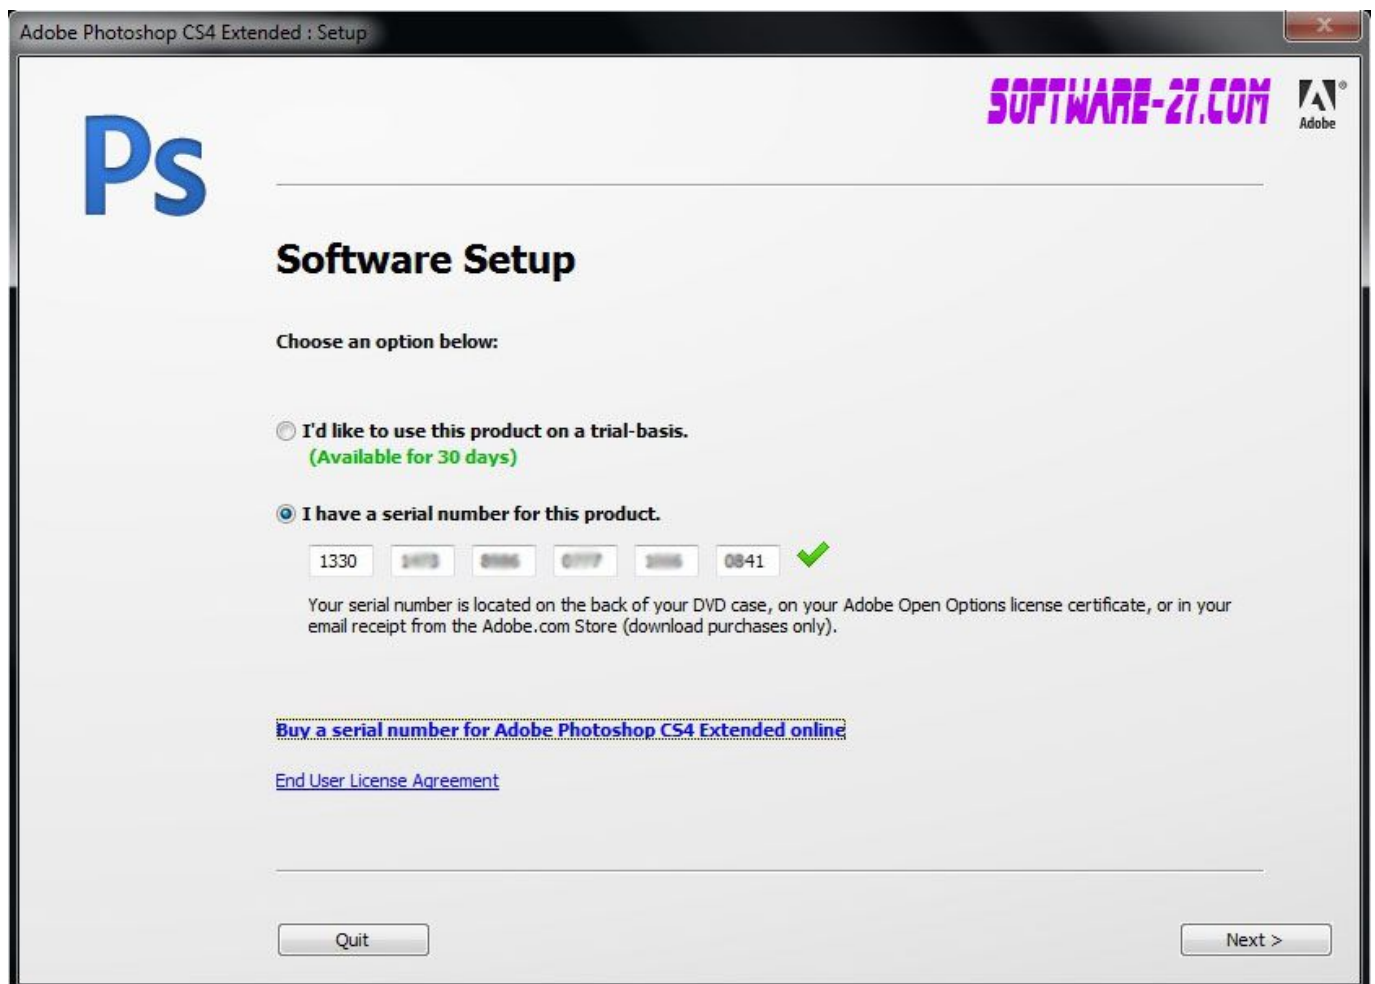 Adobe Photoshop CS4 Extended : Setup
SOFTWARE-27.COM
Adobe
Ps
Software Setup
Choose an option below:
I'd like to use this product on a trial-basis.
(Available for 30 days)
I have a serial number for this product.
1330 0841
Your serial number is located on the back of your DVD case, on your Adobe Open Options license certificate, or in your
email receipt from the Adobe.com Store (download purchases only).
Buy a serial number for Adobe Photoshop CS4 Extended online
End User License Agreement
Quit
Next >